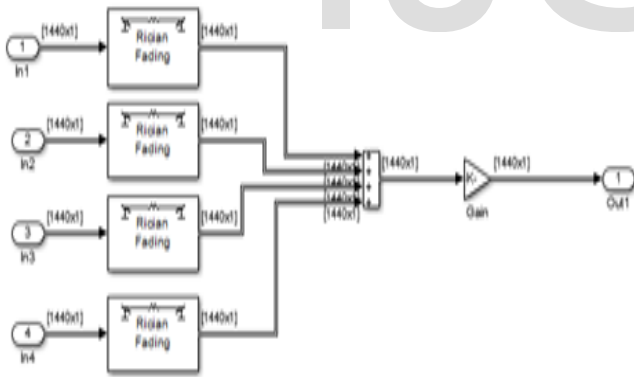 [1440x1]
Rician
Fading
[1440x1]
1
In1
[1440x1]
Rician
Fading
[1440x1]
2
In2
[1440x1]
[1440x1]
[1440x1]
[1440x1]
[1440x1]
K-
[1440x1]
Gain
1
Out1
[1440x1]
Rician
Fading
[1440x1]
3
In3
[1440x1]
Rician
Fading
[1440x1]
4
In4